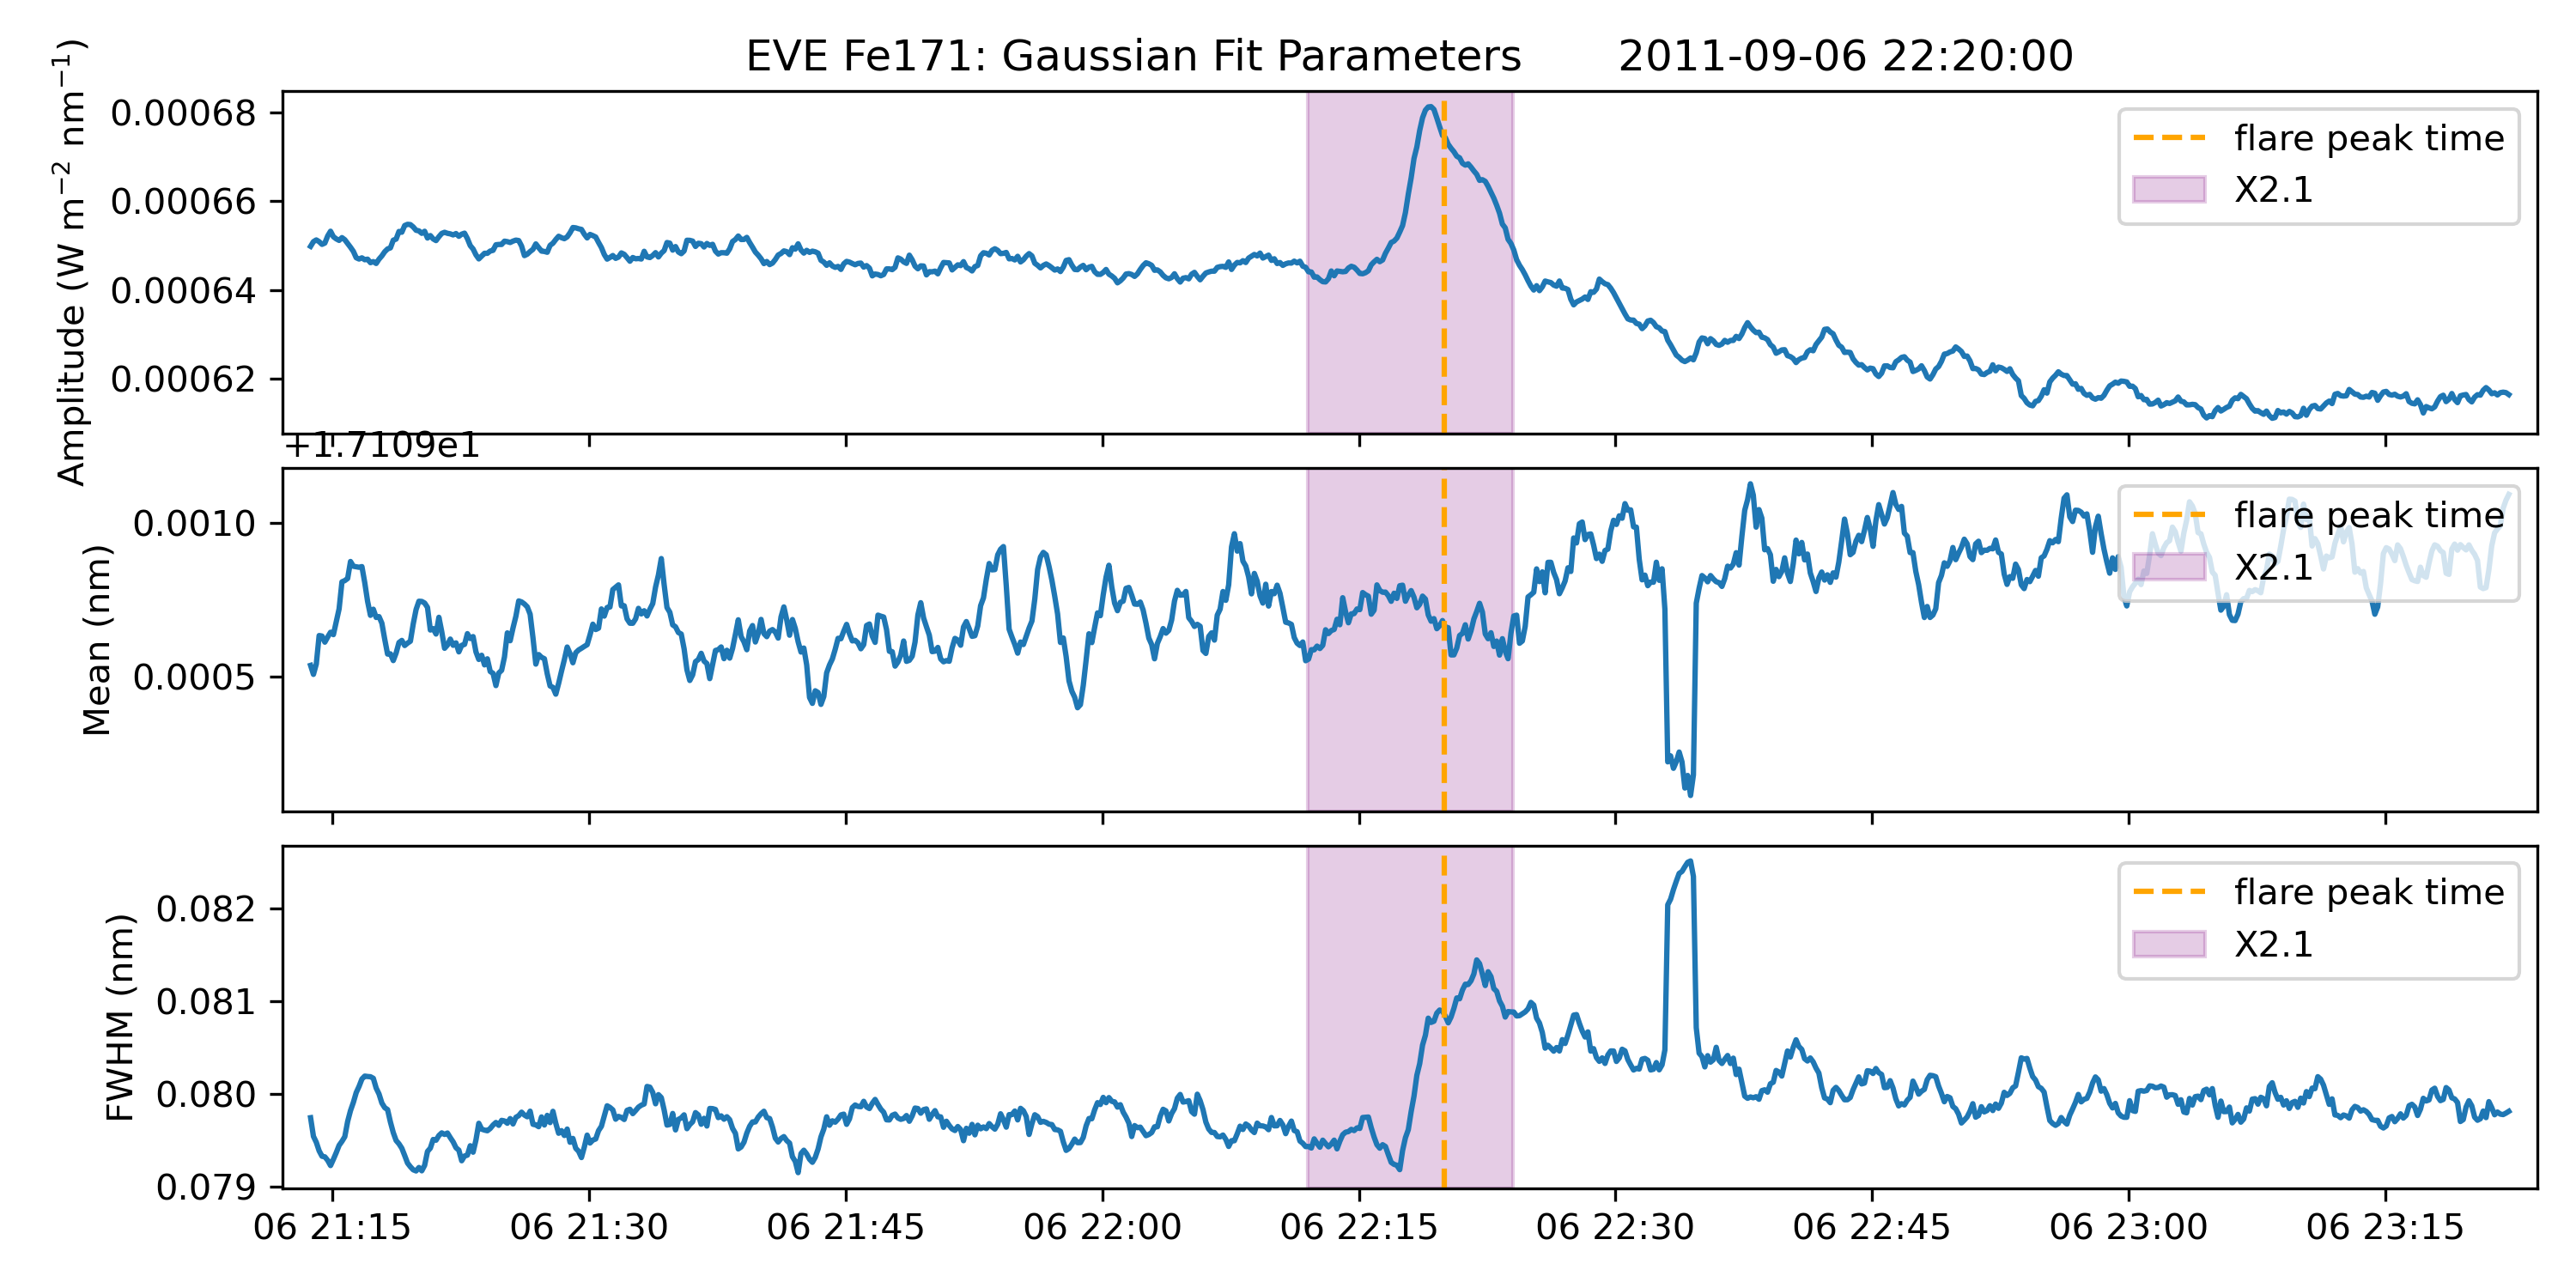 EVE Fe171: Gaussian Fit Parameters 2011-09-06 22:20:00
Amplitude (W m⁻² nm⁻¹)
0.00068
0.00066
0.00064
0.00062
flare peak time
X2.1
+1.7109e1
Mean (nm)
0.0010
0.0005
flare peak time
X2.1
FWHM (nm)
0.082
0.081
0.080
0.079
flare peak time
X2.1
06 21:15 06 21:30 06 21:45 06 22:00 06 22:15 06 22:30 06 22:45 06 23:00 06 23:15